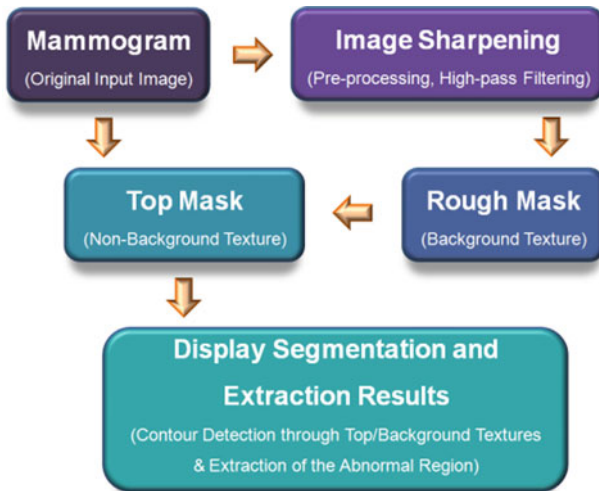 Mammogram
(Original Input Image)
Image Sharpening
(Pre-processing, High-pass Filtering)
Top Mask
(Non-Background Texture)
Rough Mask
(Background Texture)
Display Segmentation and
Extraction Results
(Contour Detection through Top/Background Textures
& Extraction of the Abnormal Region)